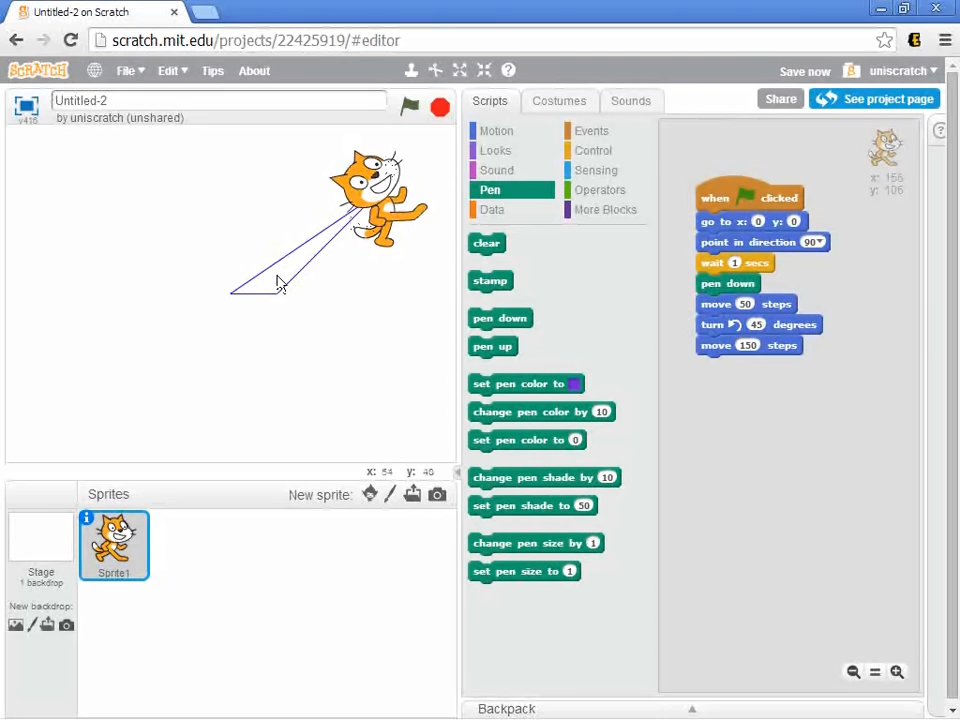 Untitled-2 on Scratch
scratch.mit.edu/projects/22425919/#editor
SCRATCH File Edit Tips About Save now uniscratch
Untitled-2
by uniscratch (unshared)
v416
Scripts Costumes Sounds Share See project page
Motion Events
Looks Control
Sound Sensing
Pen Operators
Data More Blocks
clear
stamp
pen down
pen up
set pen color to
change pen color by 10
set pen color to 0
change pen shade by 10
set pen shade to 50
change pen size by 1
set pen size to 1
x: 155
y: 106
when clicked
go to x: 0 y: 0
point in direction 90
wait 1 secs
pen down
move 50 steps
turn 45 degrees
move 150 steps
x: 54 y: 40
Sprites New sprite:
Stage
1 backdrop
New backdrop:
Sprite1
Backpack